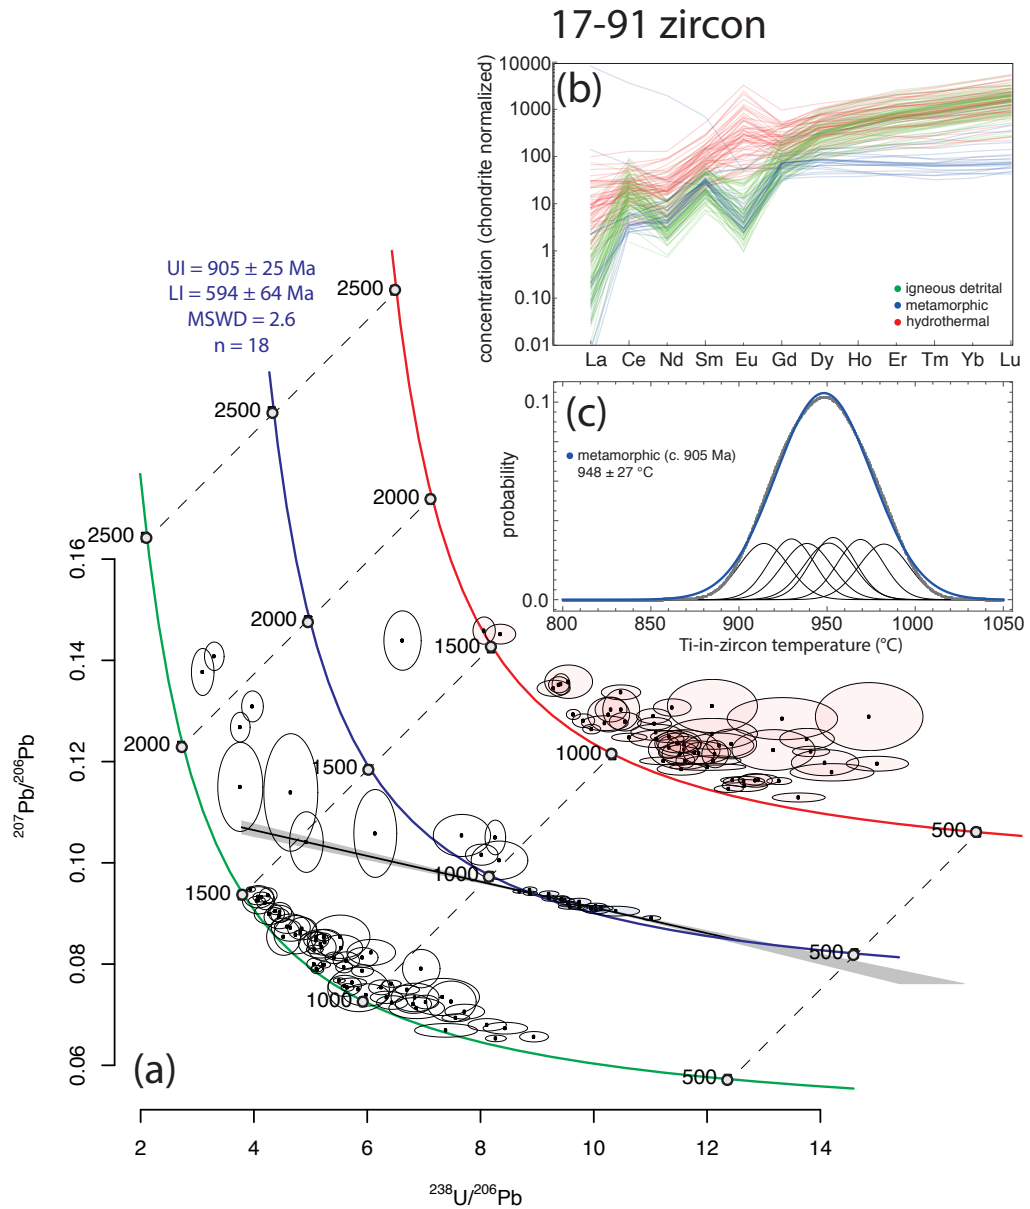 17-91 zircon
(b)
concentration (chondrite normalized)
10000
1000
100
10
1
0.10
0.01
igneous detrital
metamorphic
hydrothermal
La Ce Nd Sm Eu Gd Dy Ho Er Tm Yb Lu
(c)
probability
0.1
0.0
metamorphic (c. 905 Ma)
948 ± 27 °C
800 850 900 950 1000 1050
Ti-in-zircon temperature (°C)
UI = 905 ± 25 Ma
LI = 594 ± 64 Ma
MSWD = 2.6
n = 18
2500
2000
1500
1000
500
2500
2000
1500
1000
500
2500
2000
1500
1000
500
(a)
207Pb/206Pb
0.16
0.14
0.12
0.10
0.08
0.06
2 4 6 8 10 12 14
238U/206Pb